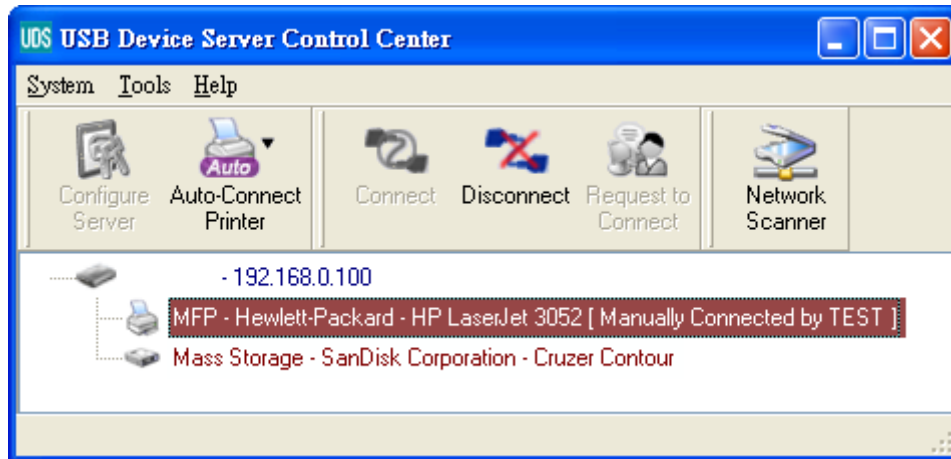 UDS USB Device Server Control Center
System Tools Help
Configure Server
Auto Auto-Connect Printer
Connect
Disconnect
Request to Connect
Network Scanner
- 192.168.0.100
MFP - Hewlett-Packard - HP LaserJet 3052 [ Manually Connected by TEST ]
Mass Storage - SanDisk Corporation - Cruzer Contour